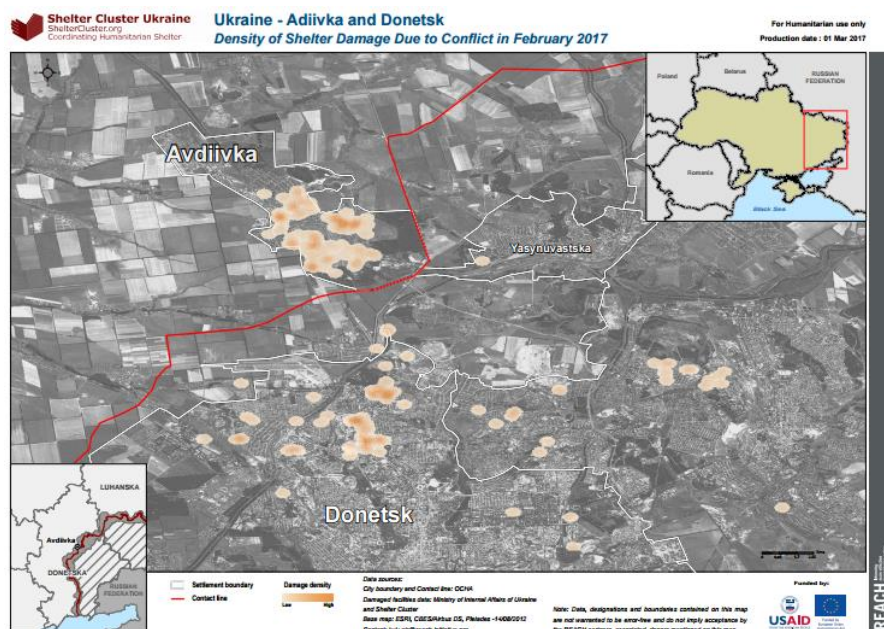 Shelter Cluster Ukraine
ShelterCluster.org
Coordinating Humanitarian Shelter
Ukraine - Adiivka and Donetsk
Density of Shelter Damage Due to Conflict in February 2017
For Humanitarian use only
Production date : 01 Mar 2017
Poland
Belarus
RUSSIAN
FEDERATION
Romania
Black Sea
Avdiivka
Yasynuvastska
Donetsk
LUHANSKA
Avdiivka
DONETSKA
RUSSIAN
FEDERATION
Settlement boundary
Contact line
Damage density
Low
High
Data sources:
City boundary and Contact line: OCHA
Damaged facilities data: Ministry of Internal Affairs of Ukraine
and Shelter Cluster
Base map: ESRI, CBES/Airbus DS, Pleiades -14/08/2012
Note: Data, designations and boundaries contained on this map
are not warranted to be error-free and do not imply acceptance by
Funded by:
USAID
REACH